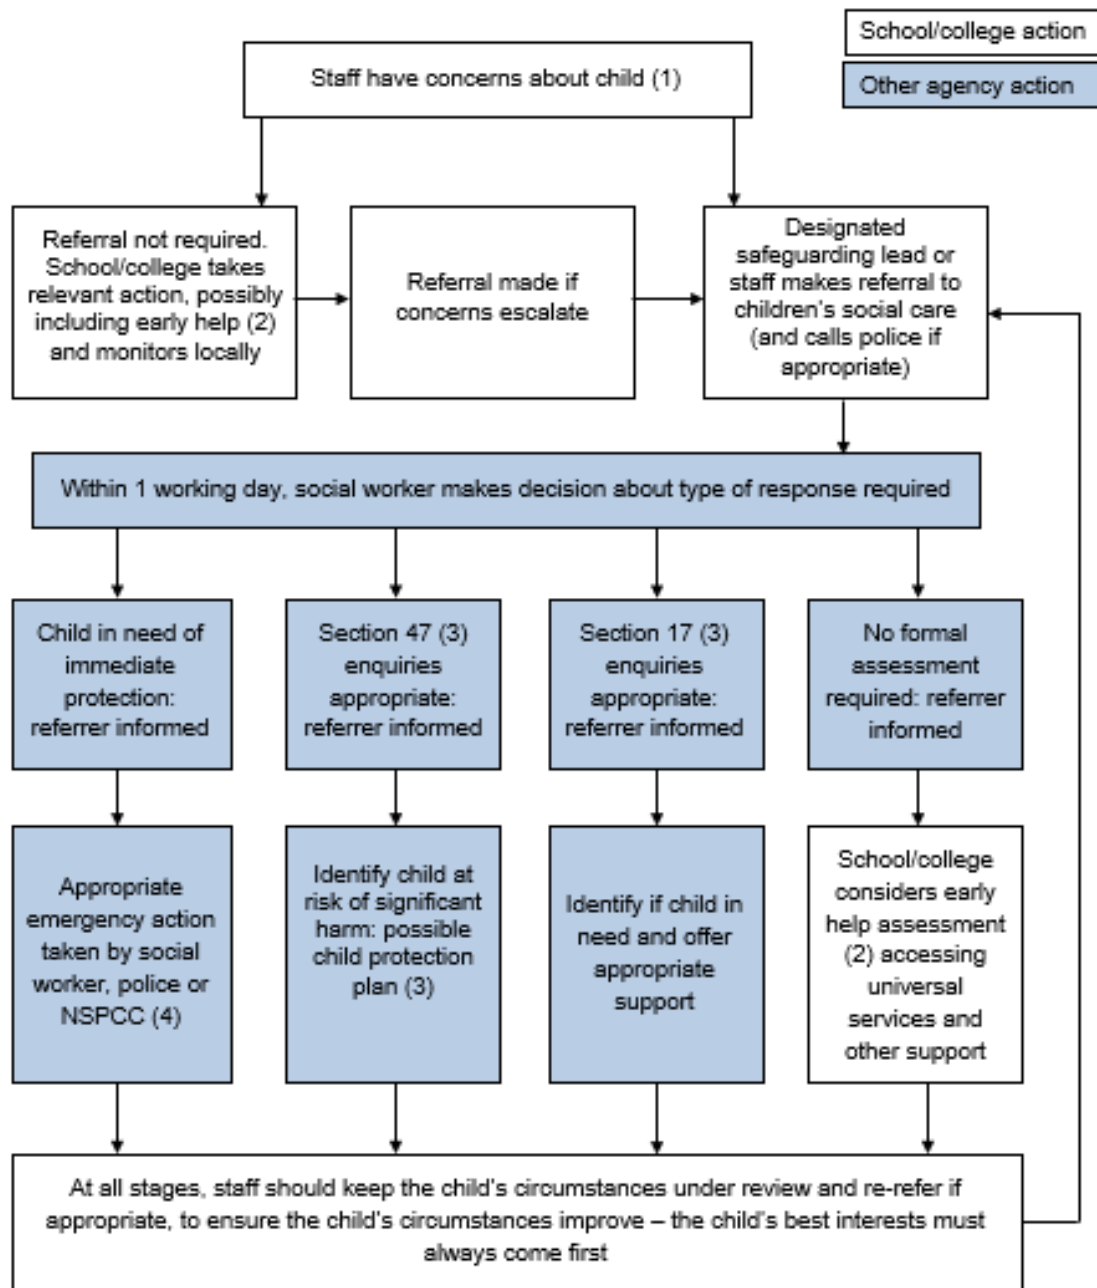 School/college action
Other agency action
Staff have concerns about child (1)
Referral not required.
School/college takes
relevant action, possibly
including early help (2)
and monitors locally
Referral made if
concerns escalate
Designated
safeguarding lead or
staff makes referral to
children's social care
(and calls police if
appropriate)
Within 1 working day, social worker makes decision about type of response required
Child in need of
immediate
protection:
referrer informed
Section 47 (3)
enquiries
appropriate:
referrer informed
Section 17 (3)
enquiries
appropriate:
referrer informed
No formal
assessment
required: referrer
informed
Appropriate
emergency action
taken by social
worker, police or
NSPCC (4)
Identify child at
risk of significant
harm: possible
child protection
plan (3)
Identify if child in
need and offer
appropriate
support
School/college
considers early
help assessment
(2) accessing
universal
services and
other support
At all stages, staff should keep the child's circumstances under review and re-refer if
appropriate, to ensure the child's circumstances improve – the child's best interests must
always come first